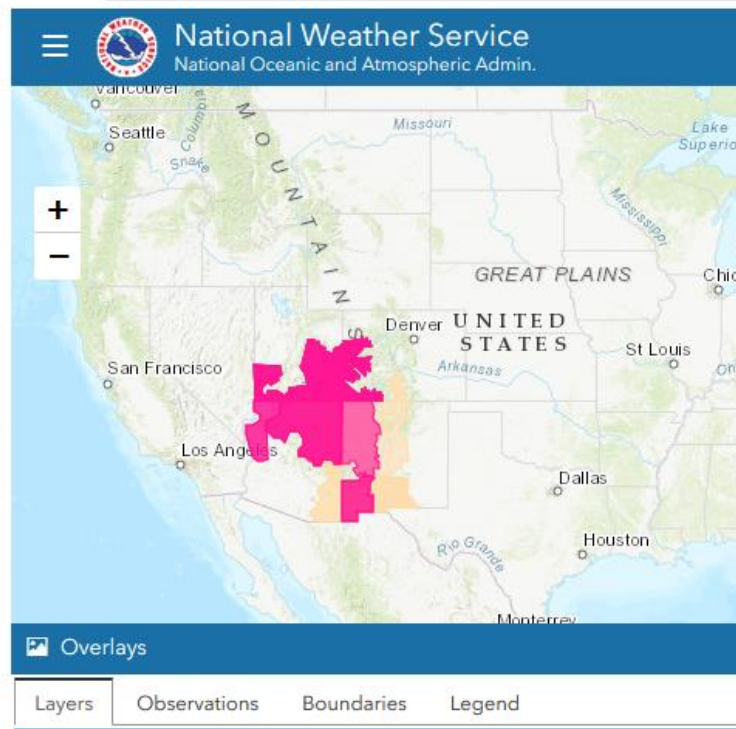 National Weather Service
National Oceanic and Atmospheric Admin.
Vancouver
Columbia
MOUNTAINS
Missouri
Lake
Superio
Seattle
Snake
+
Mississippi
−
GREAT PLAINS
Chic
Denver
UNITED
STATES
St Louis
San Francisco
Arkansas
Los Angeles
Dallas
Rio Grande
Houston
Monterrey
Overlays
Layers
Observations
Boundaries
Legend